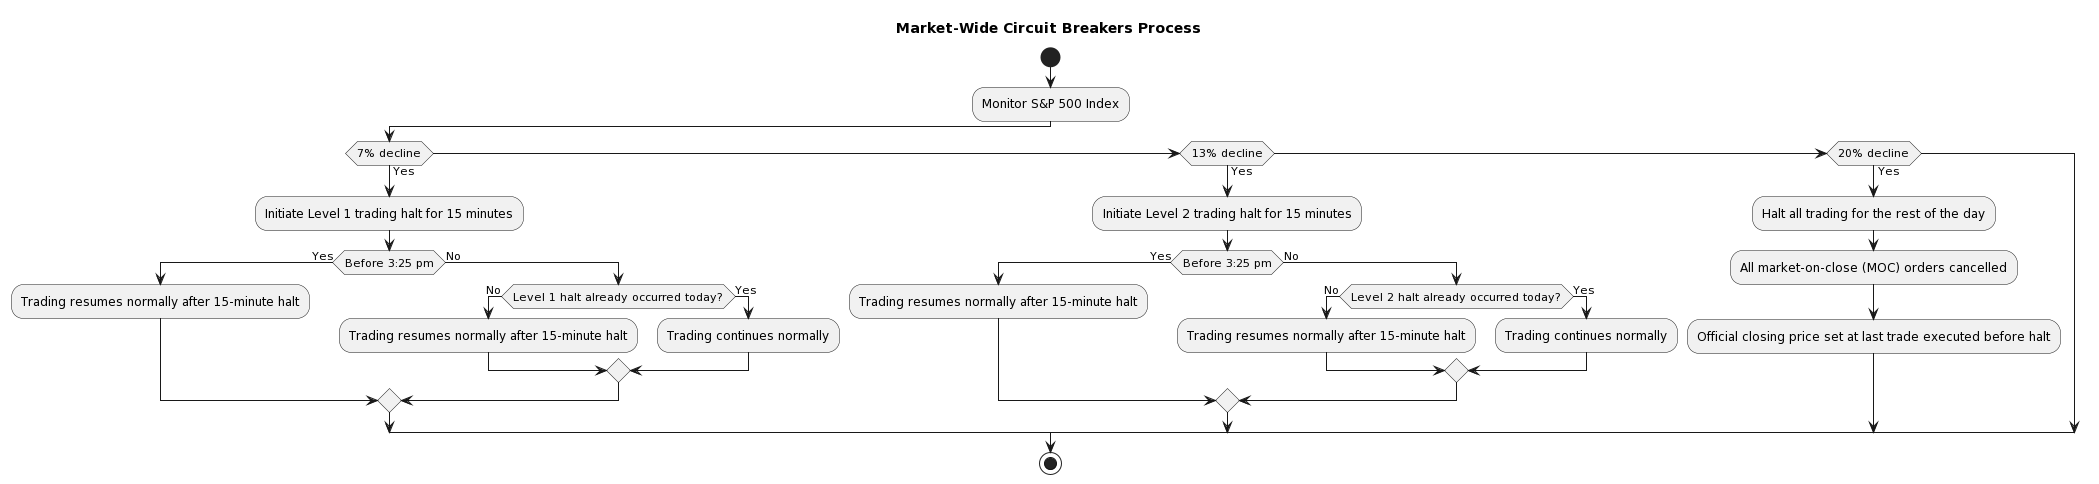 Market-Wide Circuit Breakers Process
Monitor S&P 500 Index
7% decline
Yes
Initiate Level 1 trading halt for 15 minutes
Before 3:25 pm
Yes
Trading resumes normally after 15-minute halt
No
Level 1 halt already occurred today?
No
Trading resumes normally after 15-minute halt
Yes
Trading continues normally
13% decline
Yes
Initiate Level 2 trading halt for 15 minutes
Before 3:25 pm
Yes
Trading resumes normally after 15-minute halt
No
Level 2 halt already occurred today?
No
Trading resumes normally after 15-minute halt
Yes
Trading continues normally
20% decline
Yes
Halt all trading for the rest of the day
All market-on-close (MOC) orders cancelled
Official closing price set at last trade executed before halt